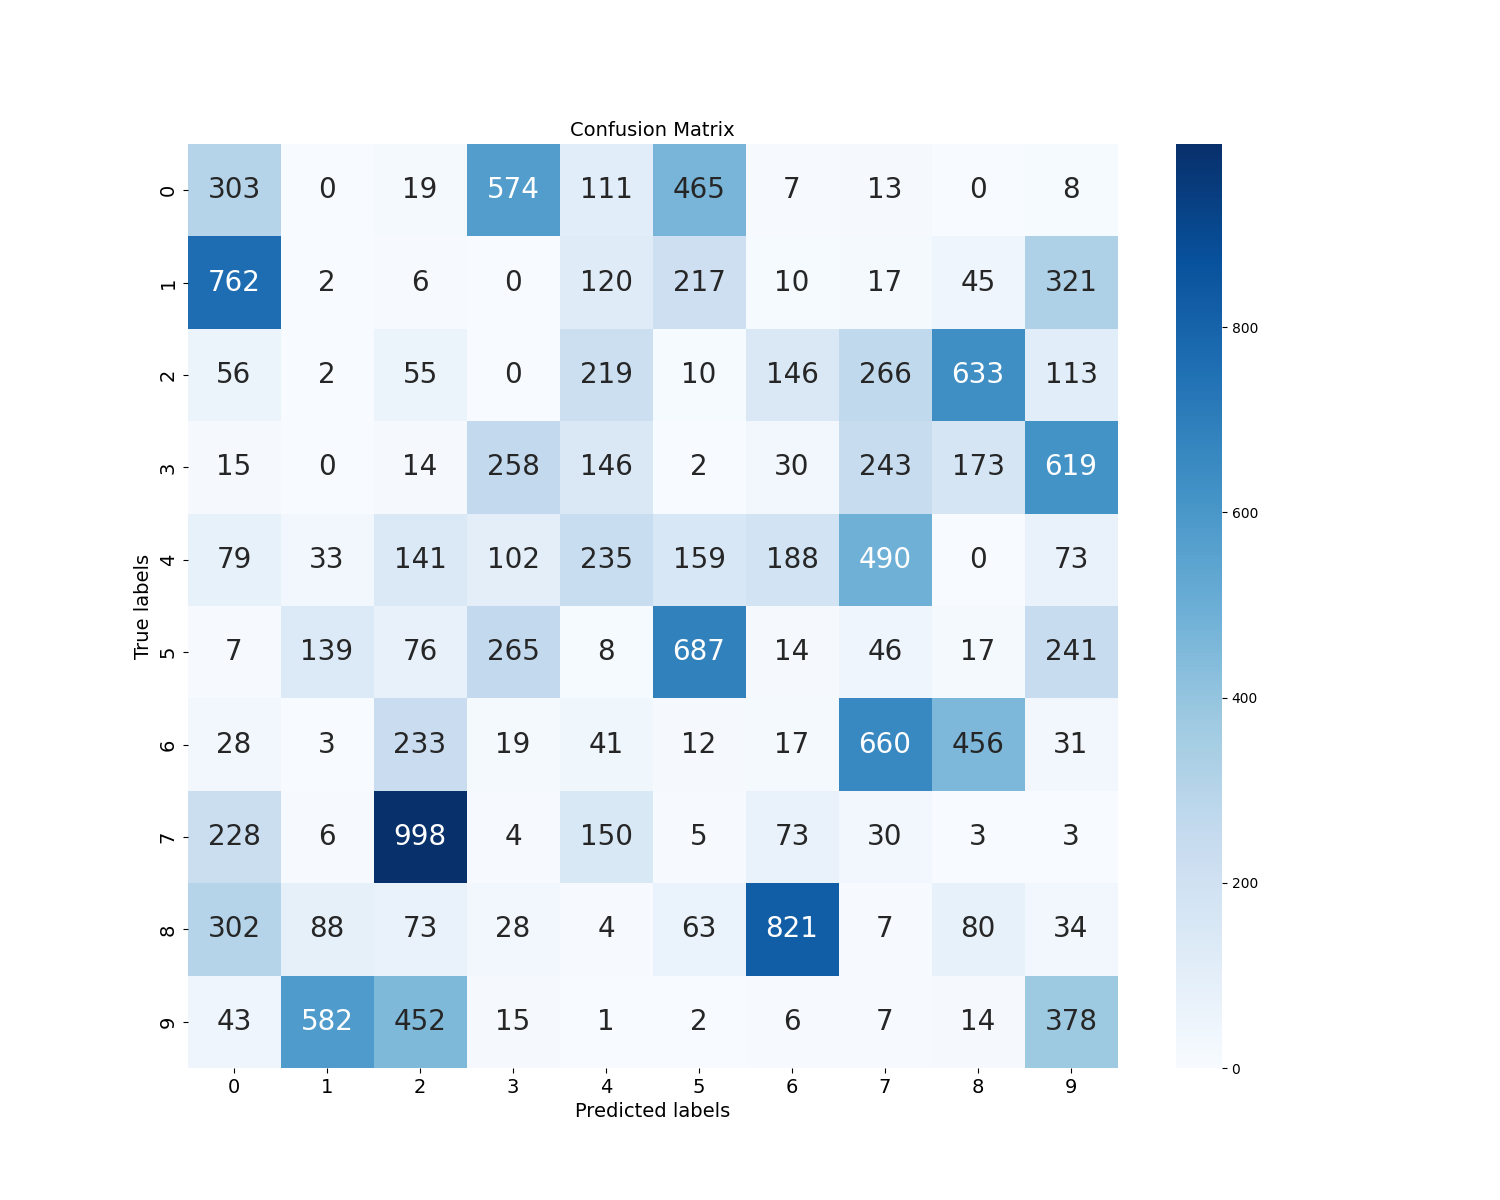 Confusion Matrix
0 303 0 19 574 111 465 7 13 0 8
1 762 2 6 0 120 217 10 17 45 321
2 56 2 55 0 219 10 146 266 633 113
3 15 0 14 258 146 2 30 243 173 619
4 79 33 141 102 235 159 188 490 0 73
5 7 139 76 265 8 687 14 46 17 241
6 28 3 233 19 41 12 17 660 456 31
7 228 6 998 4 150 5 73 30 3 3
8 302 88 73 28 4 63 821 7 80 34
9 43 582 452 15 1 2 6 7 14 378
0 1 2 3 4 5 6 7 8 9
Predicted labels
True labels
800
600
400
200
0